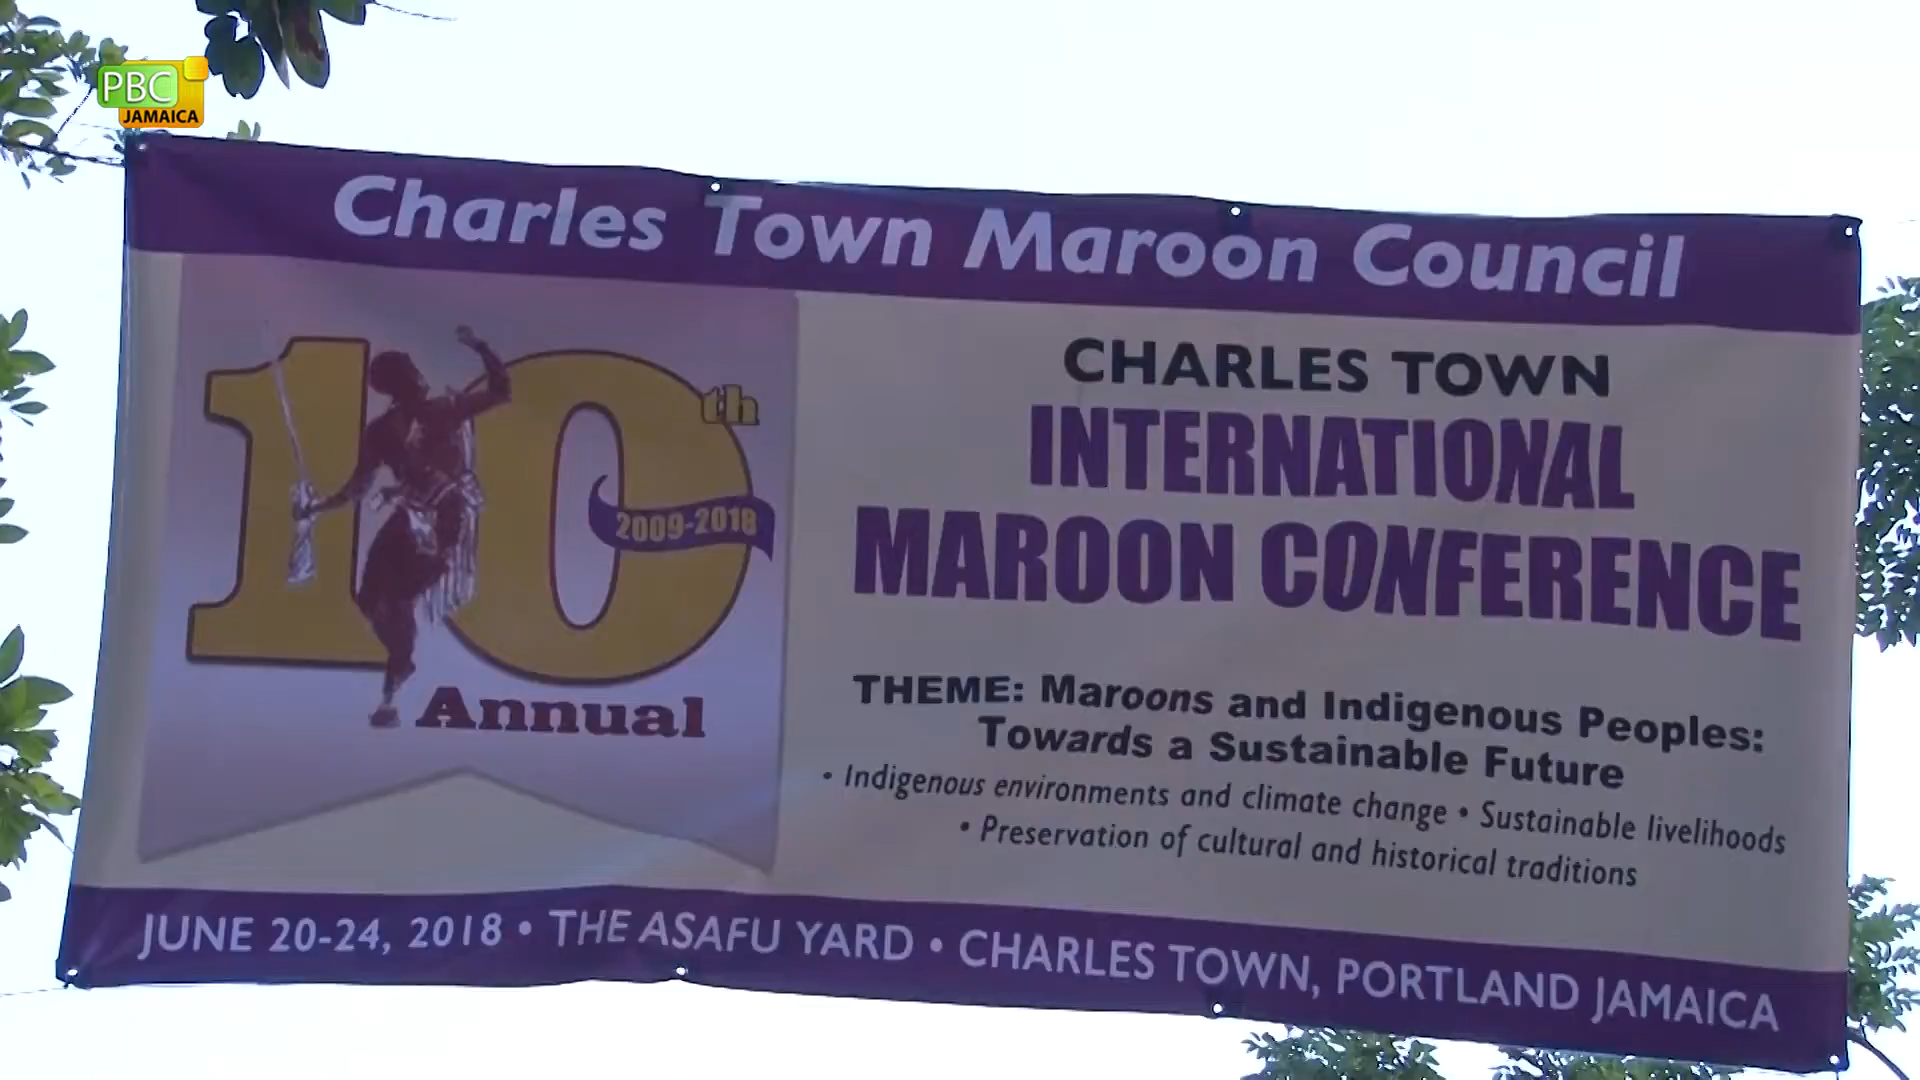 PBC
JAMAICA
Charles Town Maroon Council
10th
2009-2018
Annual
CHARLES TOWN
INTERNATIONAL
MAROON CONFERENCE
THEME: Maroons and Indigenous Peoples:
Towards a Sustainable Future
• Indigenous environments and climate change • Sustainable livelihoods
• Preservation of cultural and historical traditions
JUNE 20-24, 2018 • THE ASAFU YARD • CHARLES TOWN, PORTLAND JAMAICA